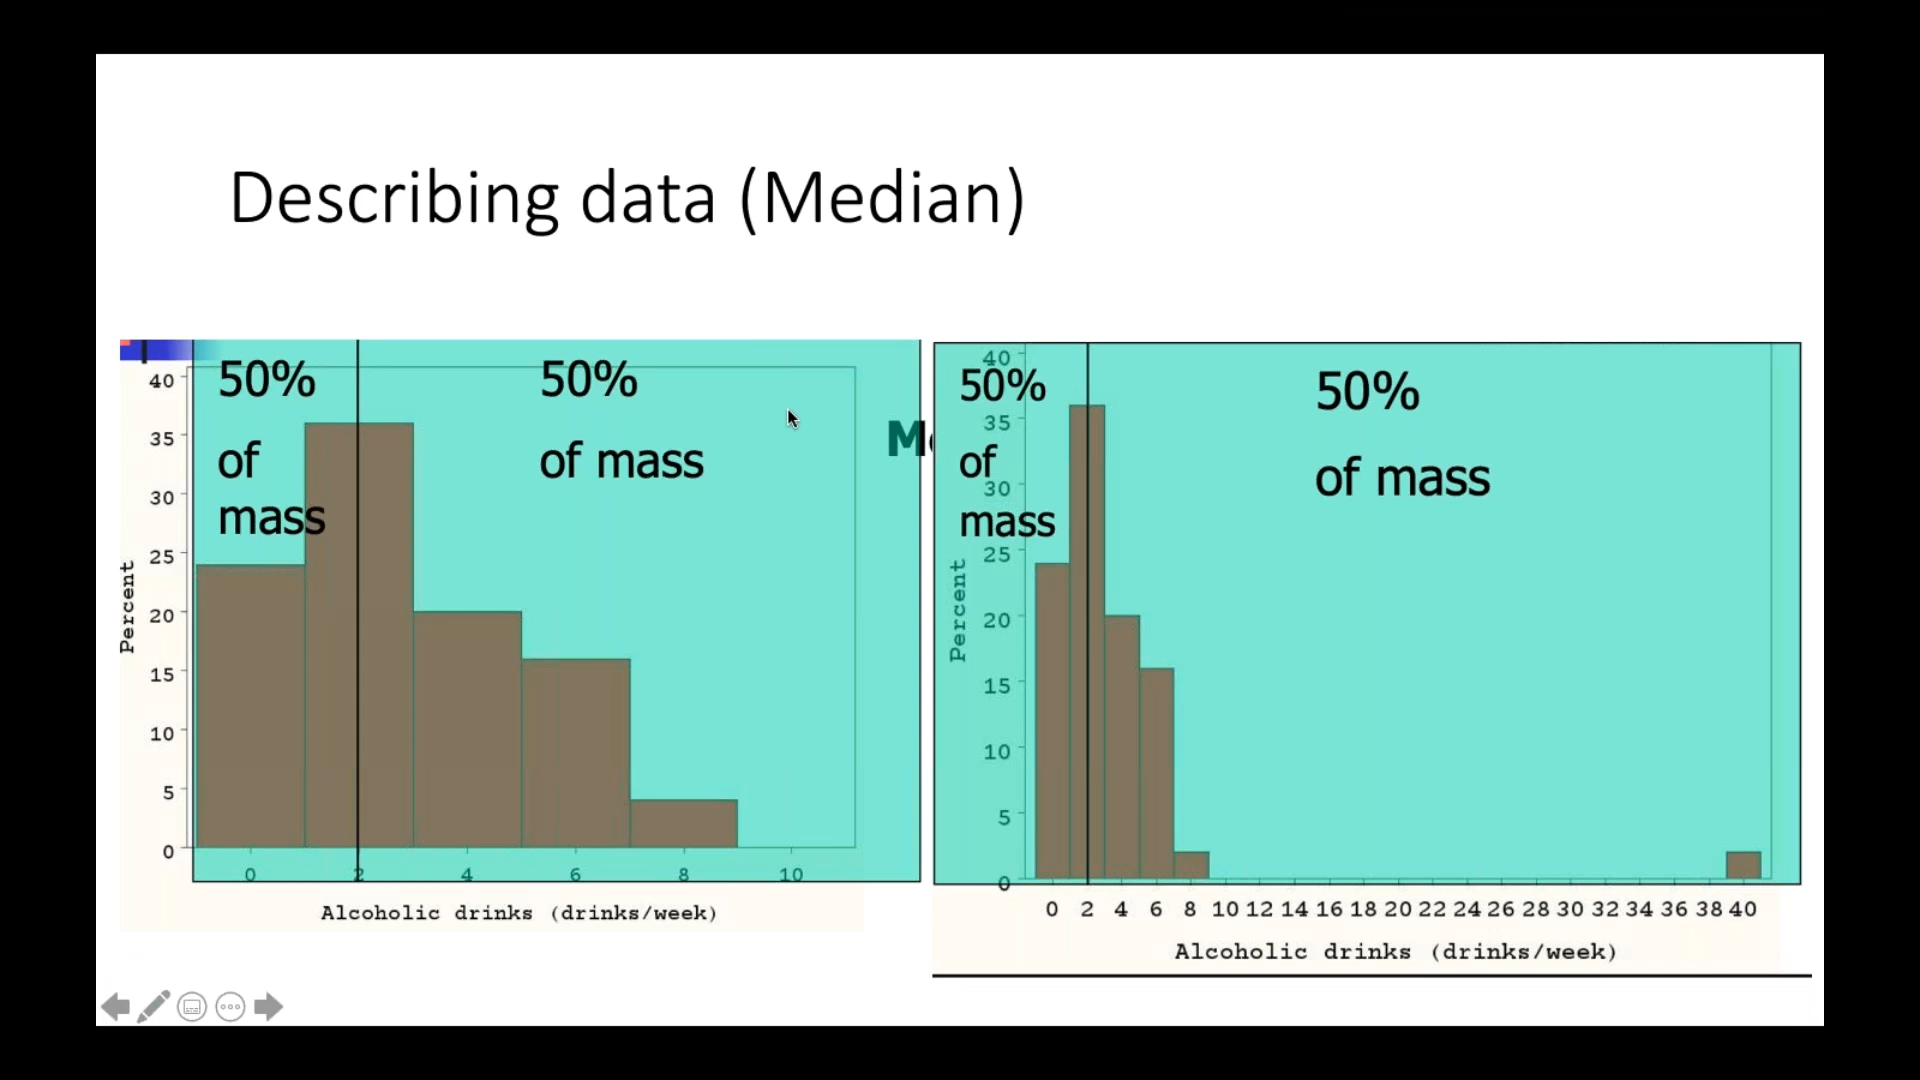 Describing data (Median)
50%
of
mass
50%
of mass
40
35
30
25
20
15
10
5
0
Percent
0 2 4 6 8 10
Alcoholic drinks (drinks/week)
50%
of
mass
50%
of mass
40
35
30
25
20
15
10
5
0
Percent
0 2 4 6 8 10 12 14 16 18 20 22 24 26 28 30 32 34 36 38 40
Alcoholic drinks (drinks/week)